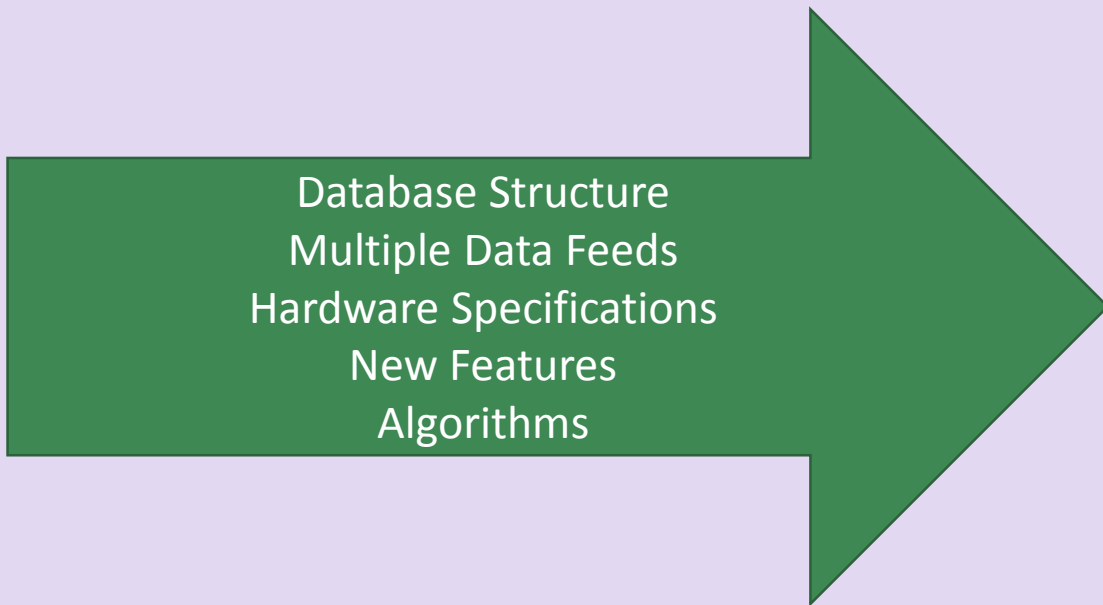 Database Structure
Multiple Data Feeds
Hardware Specifications
New Features
Algorithms